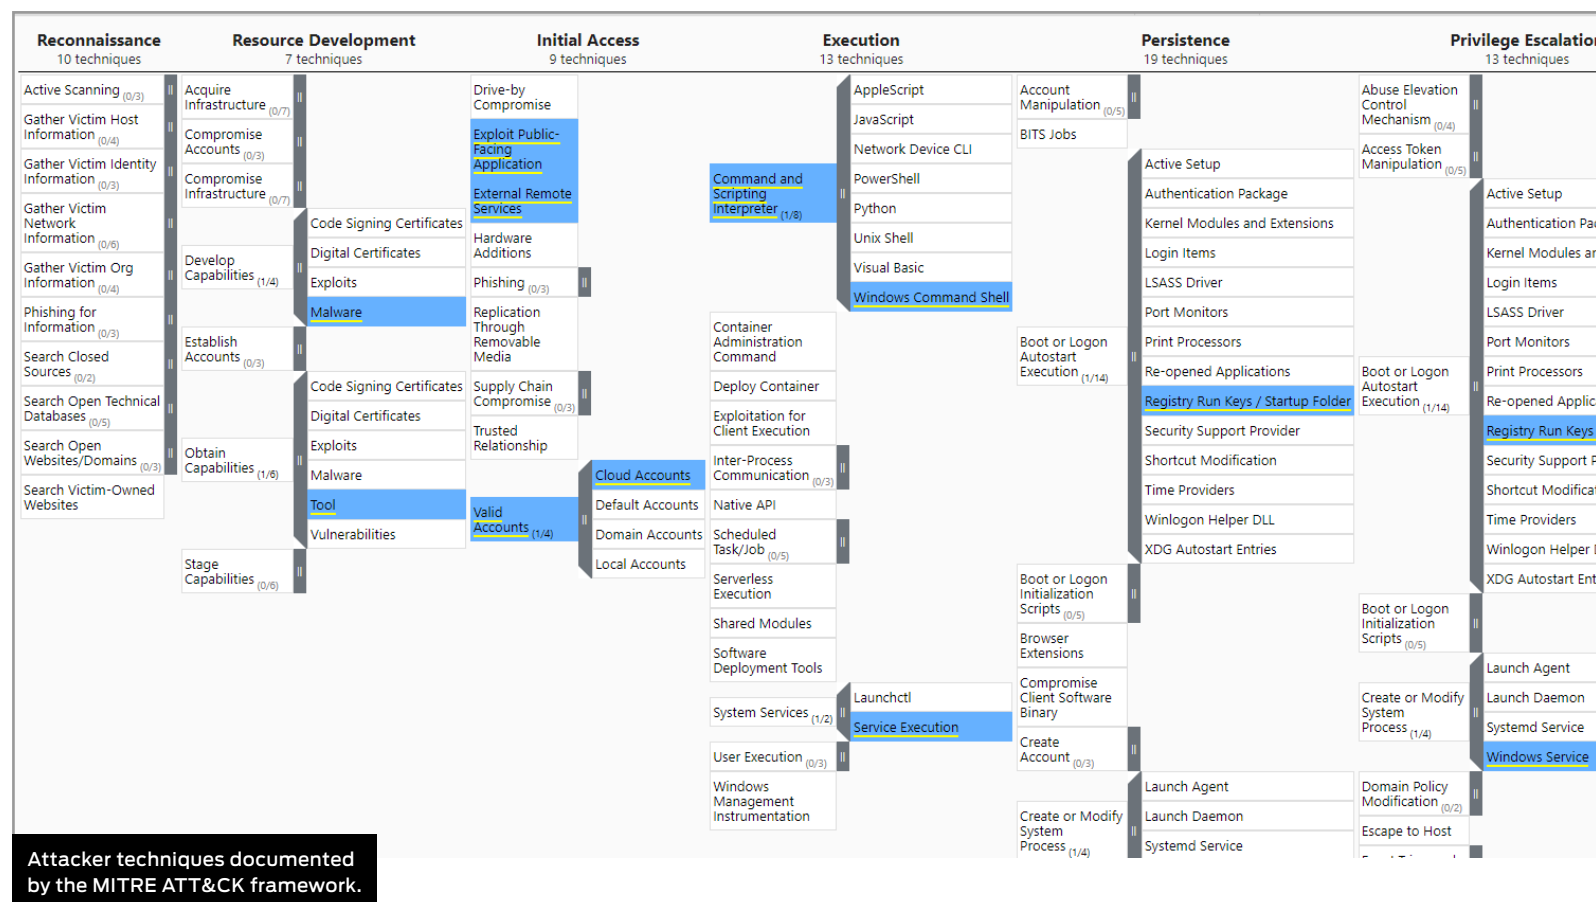 Reconnaissance
10 techniques
Active Scanning (0/3)
Gather Victim Host
Information (0/4)
Gather Victim Identity
Information (0/3)
Gather Victim
Network
Information (0/6)
Gather Victim Org
Information (0/4)
Phishing for
Information (0/3)
Search Closed
Sources (0/2)
Search Open Technical
Databases (0/5)
Search Open
Websites/Domains (0/3)
Search Victim-Owned
Websites
Resource Development
7 techniques
Acquire
Infrastructure (0/7)
Compromise
Accounts (0/3)
Compromise
Infrastructure (0/7)
Develop
Capabilities (1/4)
Code Signing Certificates
Digital Certificates
Exploits
Malware
Establish
Accounts (0/3)
Obtain
Capabilities (1/6)
Code Signing Certificates
Digital Certificates
Exploits
Malware
Tool
Vulnerabilities
Stage
Capabilities (0/6)
Initial Access
9 techniques
Drive-by
Compromise
Exploit Public-
Facing
Application
External Remote
Services
Hardware
Additions
Phishing (0/3)
Replication
Through
Removable
Media
Supply Chain
Compromise (0/3)
Trusted
Relationship
Valid
Accounts (1/4)
Cloud Accounts
Default Accounts
Domain Accounts
Local Accounts
Execution
13 techniques
Command and
Scripting
Interpreter (1/8)
AppleScript
JavaScript
Network Device CLI
PowerShell
Python
Unix Shell
Visual Basic
Windows Command Shell
Container
Administration
Command
Deploy Container
Exploitation for
Client Execution
Inter-Process
Communication (0/3)
Native API
Scheduled
Task/Job (0/5)
Serverless
Execution
Shared Modules
Software
Deployment Tools
System Services (1/2)
Launchctl
Service Execution
User Execution (0/3)
Windows
Management
Instrumentation
Persistence
19 techniques
Account
Manipulation (0/5)
BITS Jobs
Boot or Logon
Autostart
Execution (1/14)
Active Setup
Authentication Package
Kernel Modules and Extensions
Login Items
LSASS Driver
Port Monitors
Print Processors
Re-opened Applications
Registry Run Keys / Startup Folder
Security Support Provider
Shortcut Modification
Time Providers
Winlogon Helper DLL
XDG Autostart Entries
Boot or Logon
Initialization
Scripts (0/5)
Browser
Extensions
Compromise
Client Software
Binary
Create
Account (0/3)
Create or Modify
System
Process (1/4)
Launch Agent
Launch Daemon
Systemd Service
Privilege Escalation
13 techniques
Abuse Elevation
Control
Mechanism (0/4)
Access Token
Manipulation (0/5)
Boot or Logon
Autostart
Execution (1/14)
Active Setup
Authentication Pa
Kernel Modules an
Login Items
LSASS Driver
Port Monitors
Print Processors
Re-opened Applic
Registry Run Keys
Security Support P
Shortcut Modifica
Time Providers
Winlogon Helper
XDG Autostart Ent
Boot or Logon
Initialization
Scripts (0/5)
Create or Modify
System
Process (1/4)
Launch Agent
Launch Daemon
Systemd Service
Windows Service
Domain Policy
Modification (0/2)
Escape to Host
Attacker techniques documented
by the MITRE ATT&CK framework.